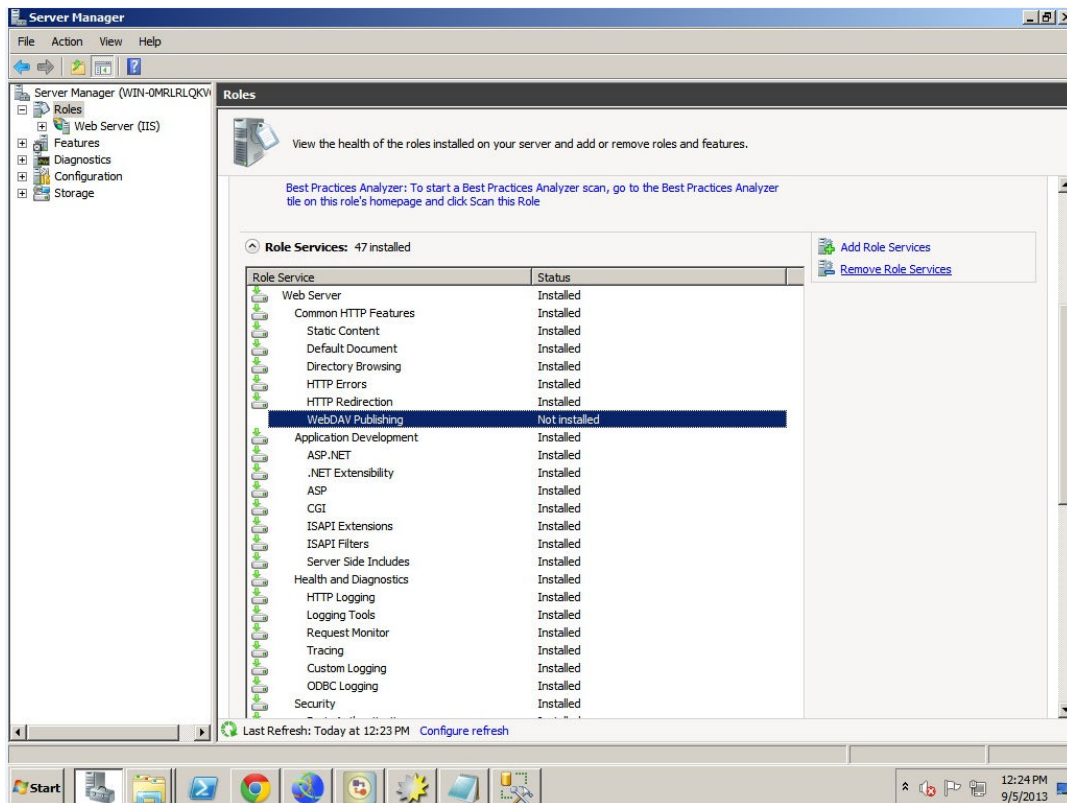 Server Manager
File Action View Help
Server Manager (WIN-0MRLRLQKV
Roles
Web Server (IIS)
Features
Diagnostics
Configuration
Storage
Roles
View the health of the roles installed on your server and add or remove roles and features.
Best Practices Analyzer: To start a Best Practices Analyzer scan, go to the Best Practices Analyzer
tile on this role's homepage and click Scan this Role
Role Services: 47 installed
Add Role Services
Remove Role Services
Role Service Status
Web Server Installed
Common HTTP Features Installed
Static Content Installed
Default Document Installed
Directory Browsing Installed
HTTP Errors Installed
HTTP Redirection Installed
WebDAV Publishing Not installed
Application Development Installed
ASP.NET Installed
.NET Extensibility Installed
ASP Installed
CGI Installed
ISAPI Extensions Installed
ISAPI Filters Installed
Server Side Includes Installed
Health and Diagnostics Installed
HTTP Logging Installed
Logging Tools Installed
Request Monitor Installed
Tracing Installed
Custom Logging Installed
ODBC Logging Installed
Security Installed
Last Refresh: Today at 12:23 PM Configure refresh
Start
12:24 PM
9/5/2013